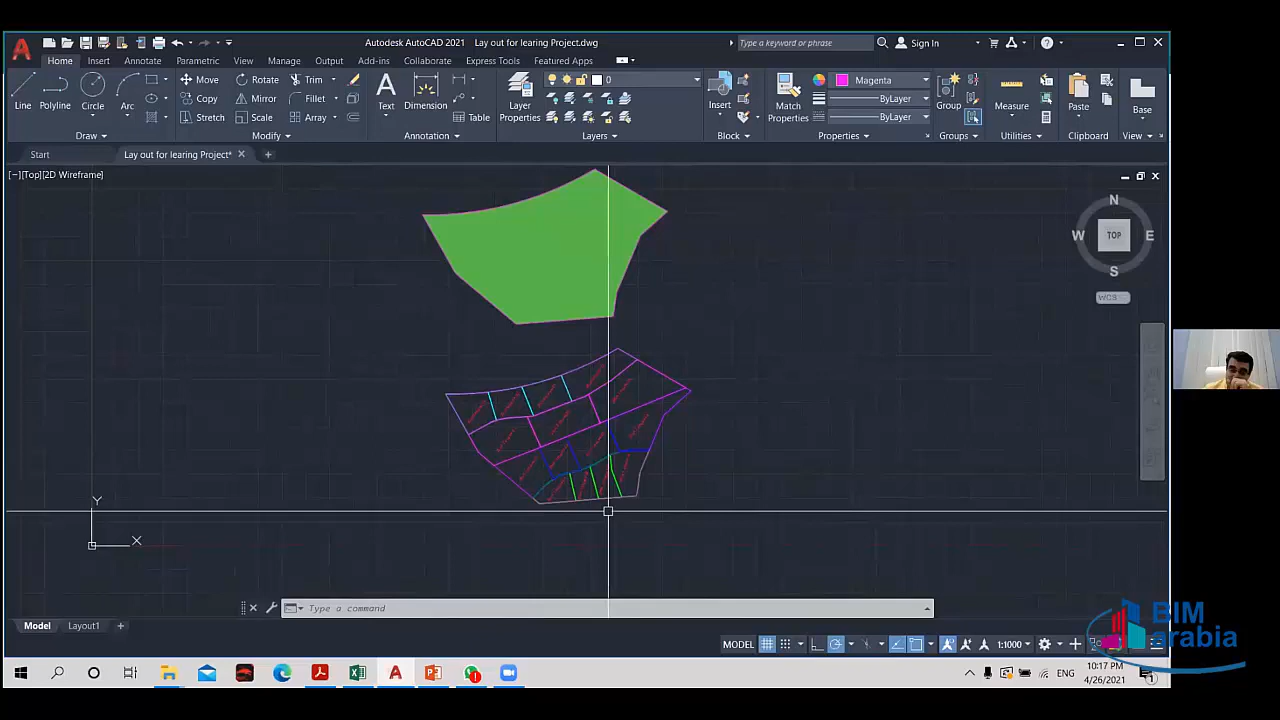 Autodesk AutoCAD 2021 Lay out for learing Project.dwg
Type a keyword or phrase
Sign In
Home Insert Annotate Parametric View Manage Output Add-ins Collaborate Express Tools Featured Apps
Line Polyline Circle Arc
Move Rotate Trim
Copy Mirror Fillet
Stretch Scale Array
Text Dimension Table
Layer Properties
0
Insert
Match Properties
Magenta
ByLayer
ByLayer
Group
Measure
Paste
Base
Draw Modify Annotation Layers Block Properties Groups Utilities Clipboard View
Start
Lay out for learing Project*
[−][Top][2D Wireframe]
N
W TOP E
S
WCS
Y
X
Type a command
Model Layout1
MODEL
1:1000
BIM
arabia
ENG
10:17 PM
4/26/2021